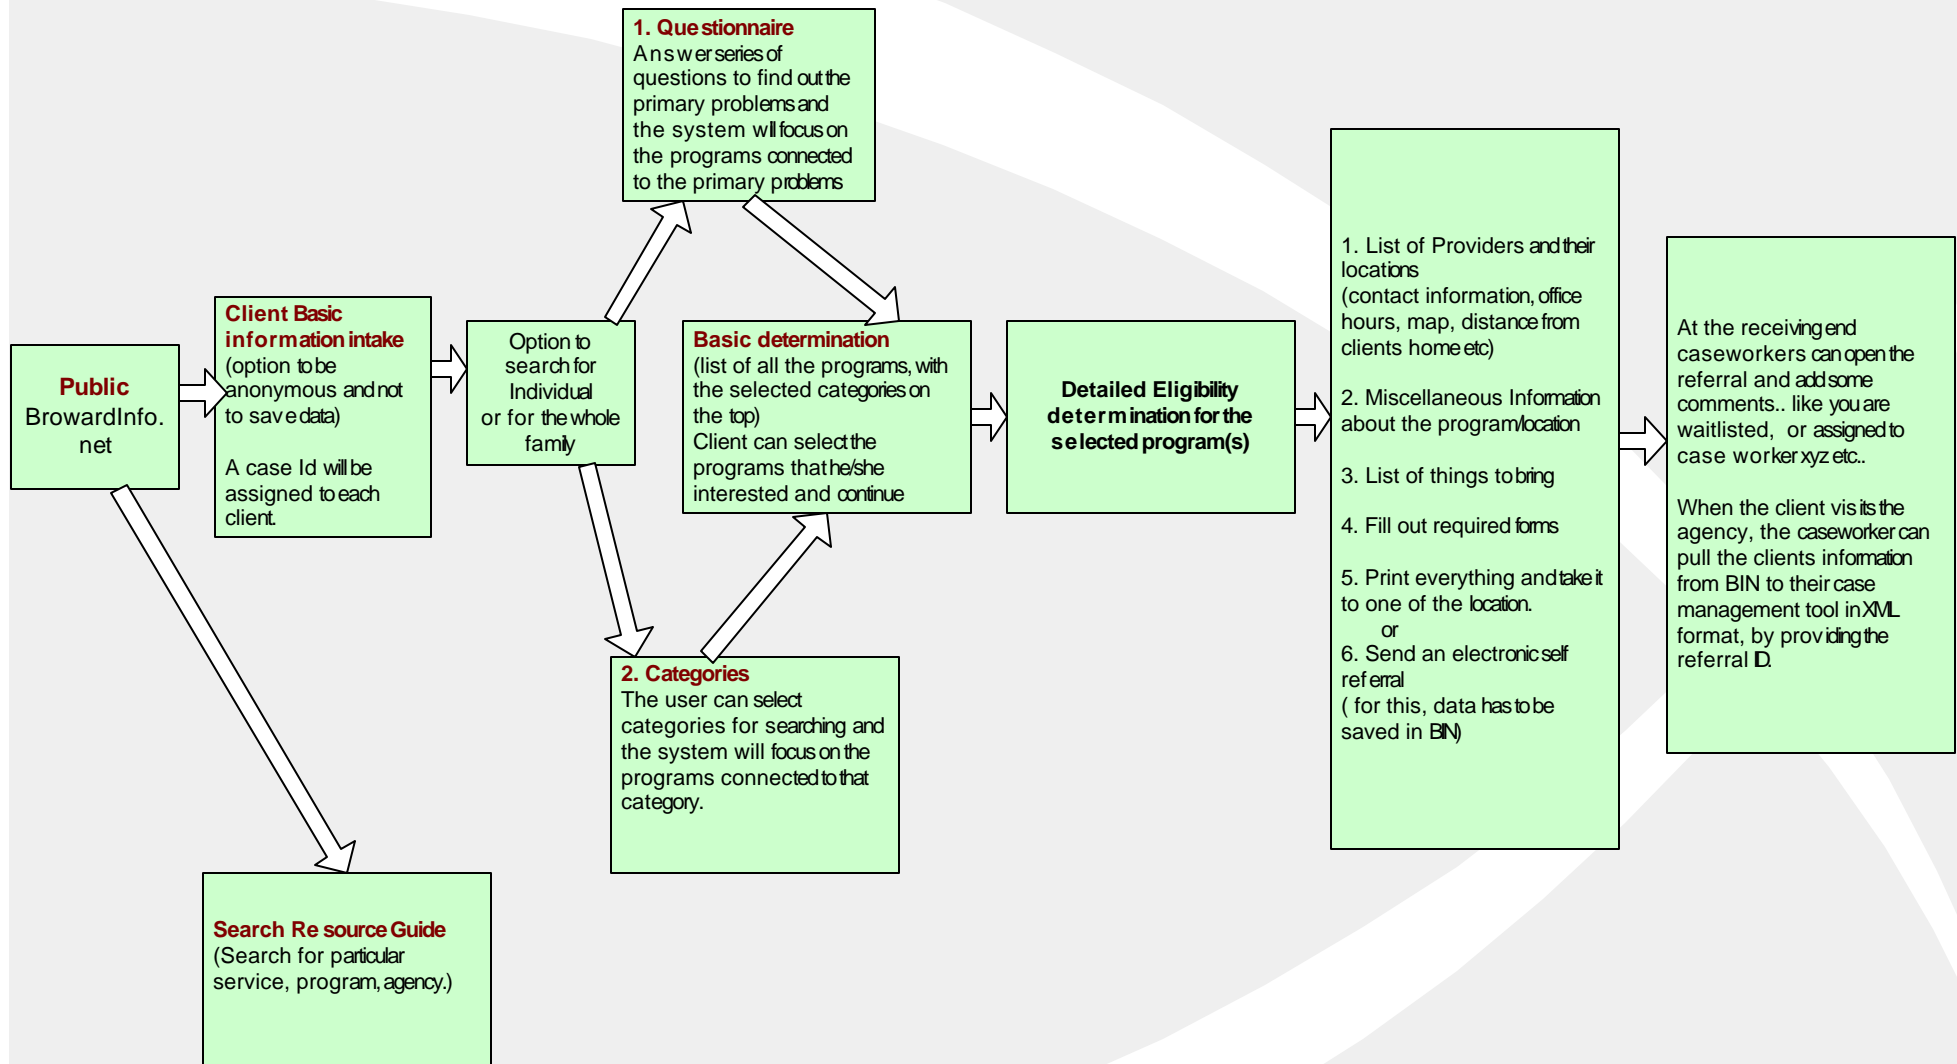 1. Questionnaire
Answer series of
questions to find out the
primary problems and
the system will focus on
the programs connected
to the primary problems
Public
BrowardInfo.
net
Client Basic
information intake
(option to be
anonymous and not
to save data)
A case Id will be
assigned to each
client.
Option to
search for
Individual
or for the whole
family
Basic determination
(list of all the programs, with
the selected categories on
the top)
Client can select the
programs that he/she
interested and continue
Detailed Eligibility
determination for the
selected program(s)
1. List of Providers and their
locations
(contact information, office
hours, map, distance from
clients home etc)
2. Miscellaneous Information
about the program/location
3. List of things to bring
4. Fill out required forms
5. Print everything and take it
to one of the location.
or
6. Send an electronic self
referral
( for this, data has to be
saved in BIN)
At the receiving end
caseworkers can open the
referral and add some
comments.. like you are
waitlisted, or assigned to
case worker xyz etc..
When the client visits the
agency, the caseworker can
pull the clients information
from BIN to their case
management tool in XML
format, by providing the
referral ID.
2. Categories
The user can select
categories for searching and
the system will focus on the
programs connected to that
category.
Search Resource Guide
(Search for particular
service, program, agency.)